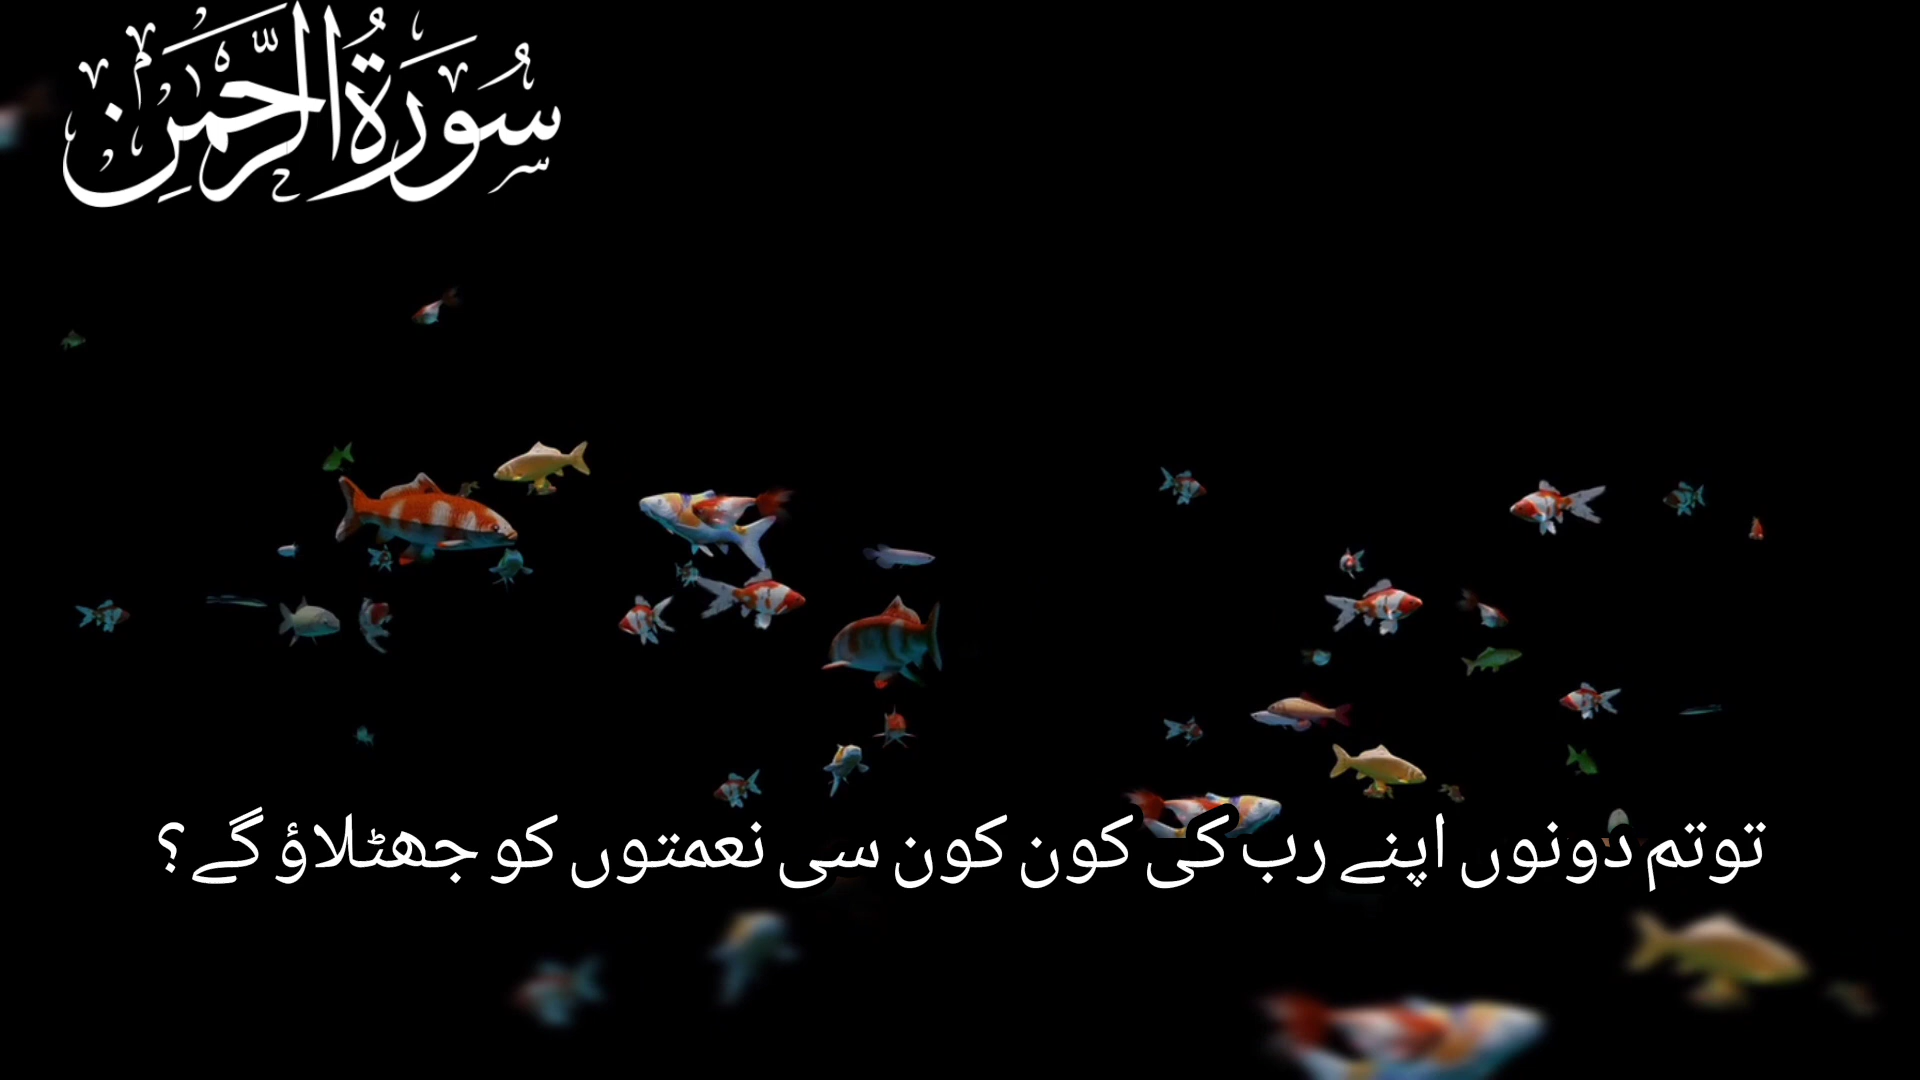 سُورَةُ الرَّحْمٰن
توتم دونوں اپنے رب کی کون کون سی نعمتوں کو جھٹلاؤ گے؟